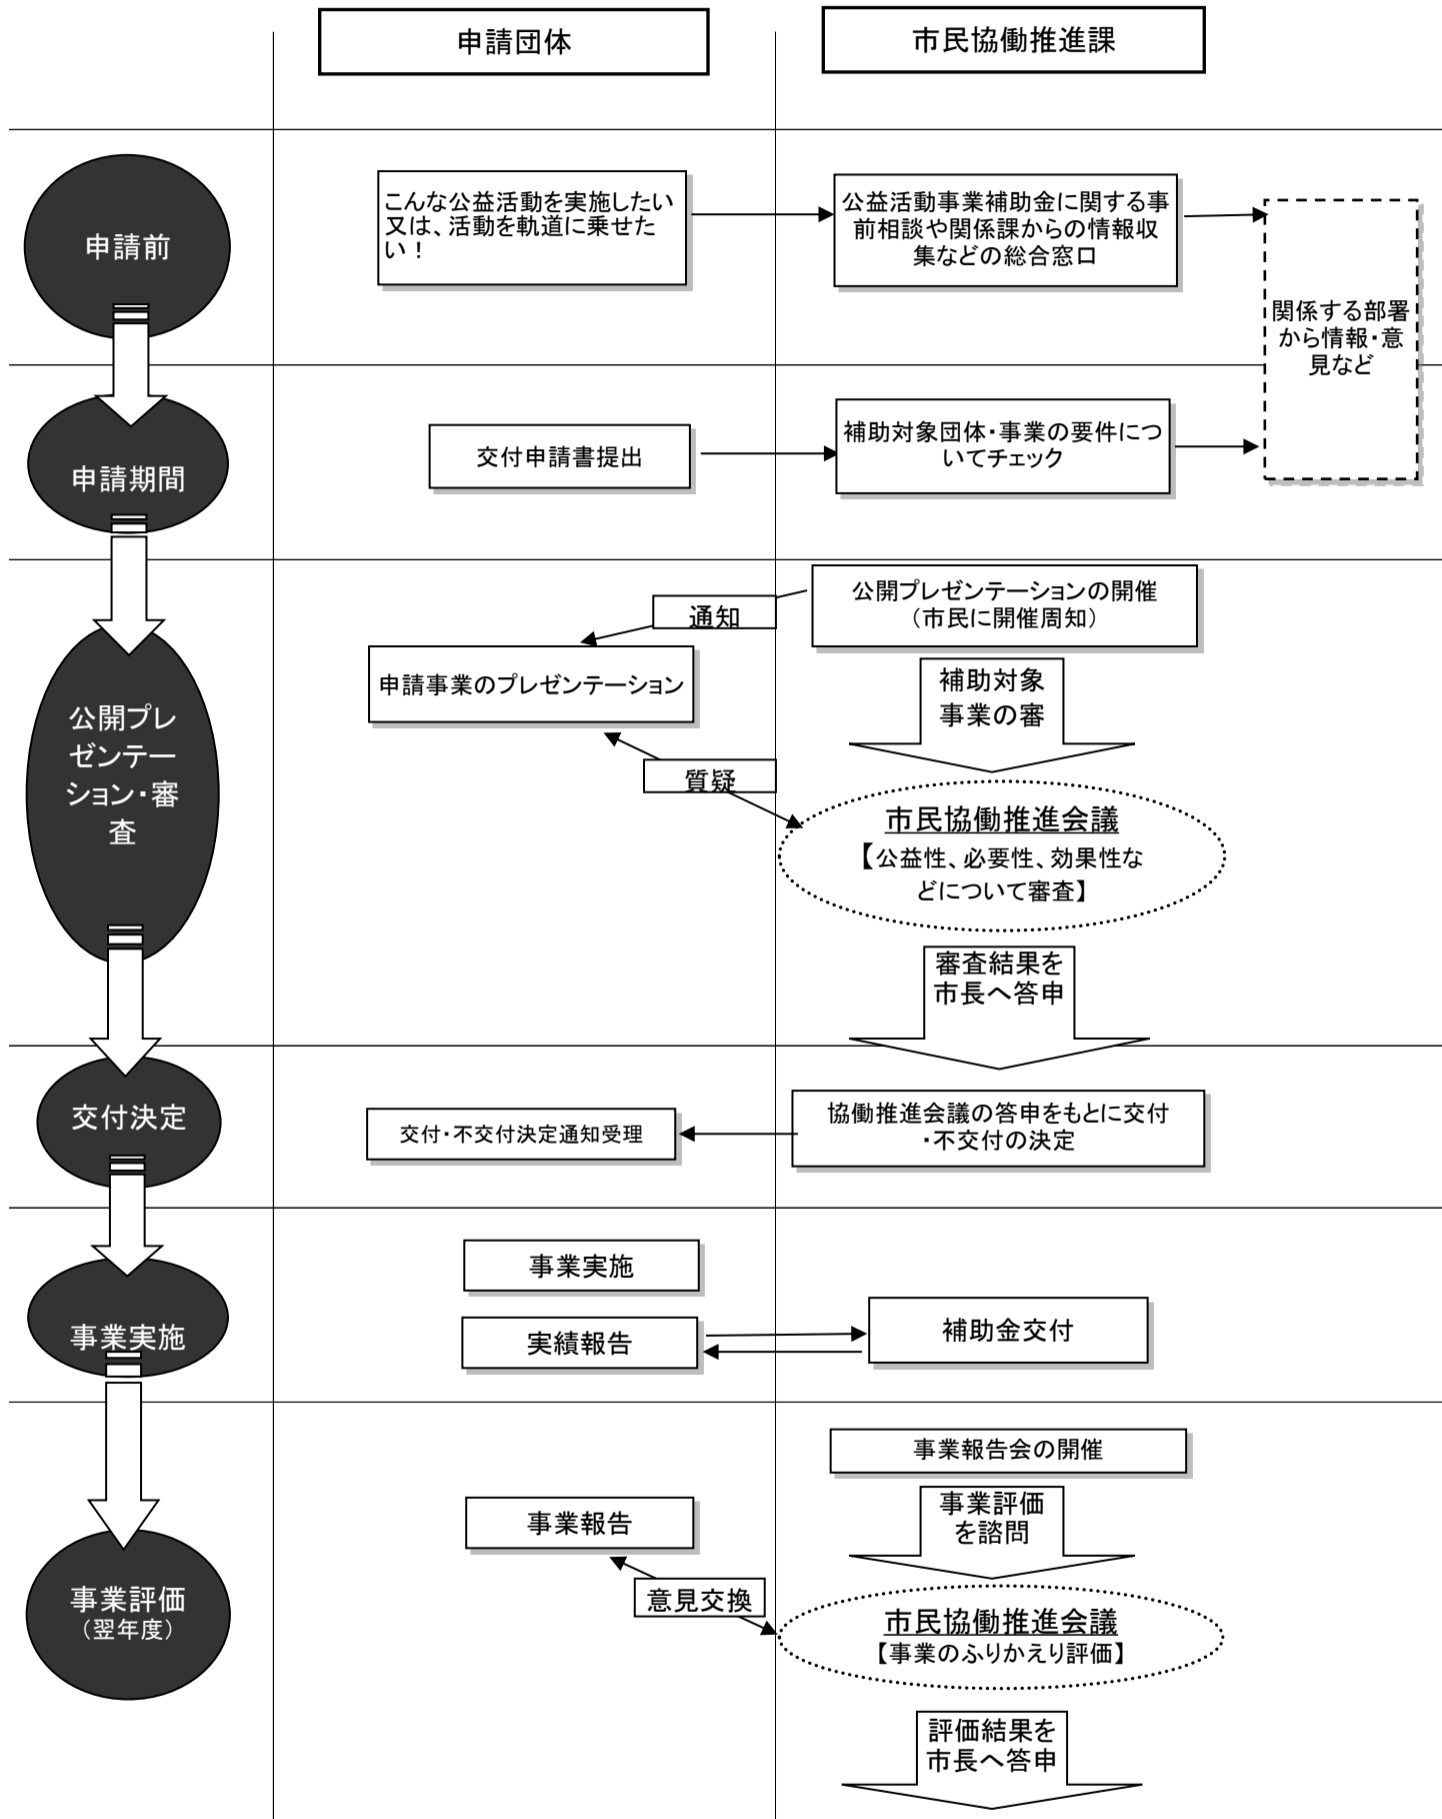 申請団体
市民協働推進課
申請前
こんな公益活動を実施したい
又は、活動を軌道に乗せた
い！
公益活動事業補助金に関する事
前相談や関係課からの情報収
集などの総合窓口
関係する部署
から情報・意
見など
申請期間
交付申請書提出
補助対象団体・事業の要件につ
いてチェック
公開プレ
ゼンテー
ション・審
査
公開プレゼンテーションの開催
（市民に開催周知）
通知
申請事業のプレゼンテーション
補助対象
事業の審
質疑
市民協働推進会議
【公益性、必要性、効果性な
どについて審査】
審査結果を
市長へ答申
交付決定
交付・不交付決定通知受理
協働推進会議の答申をもとに交付
・不交付の決定
事業実施
事業実施
実績報告
補助金交付
事業評価
（翌年度）
事業報告会の開催
事業評価
を諮問
事業報告
意見交換
市民協働推進会議
【事業のふりかえり評価】
評価結果を
市長へ答申